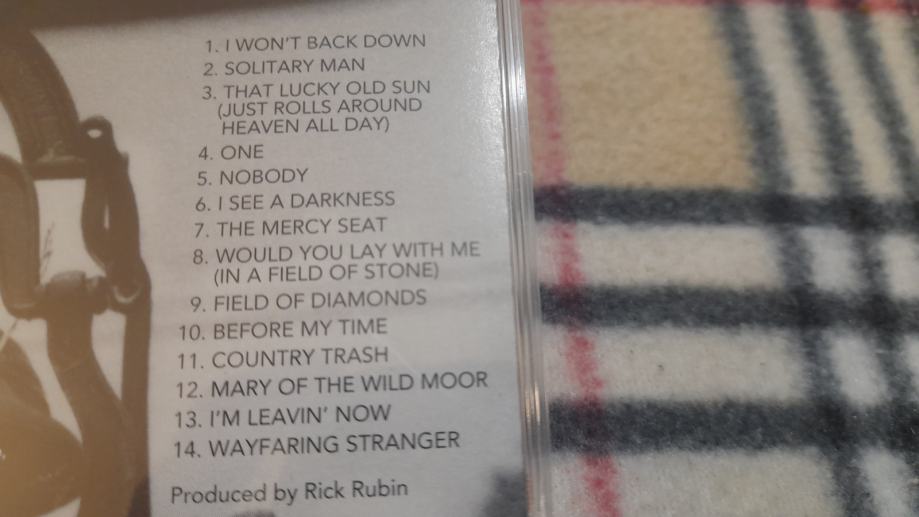 1. I WON'T BACK DOWN
2. SOLITARY MAN
3. THAT LUCKY OLD SUN
(JUST ROLLS AROUND
HEAVEN ALL DAY)
4. ONE
5. NOBODY
6. I SEE A DARKNESS
7. THE MERCY SEAT
8. WOULD YOU LAY WITH ME
(IN A FIELD OF STONE)
9. FIELD OF DIAMONDS
10. BEFORE MY TIME
11. COUNTRY TRASH
12. MARY OF THE WILD MOOR
13. I'M LEAVIN' NOW
14. WAYFARING STRANGER
Produced by Rick Rubin